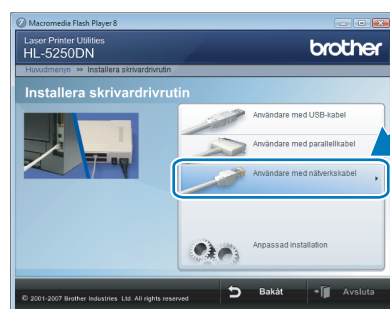 Macromedia Flash Player 8
Laser Printer Utilities
HL-5250DN
brother
Huvudmenyn >> Installera skrivardrivrutin
Installera skrivardrivrutin
Användare med USB-kabel
Användare med parallellkabel
Användare med nätverkskabel
Anpassad installation
© 2001-2007 Brother Industries Ltd. All rights reserved
Bakåt
Avsluta